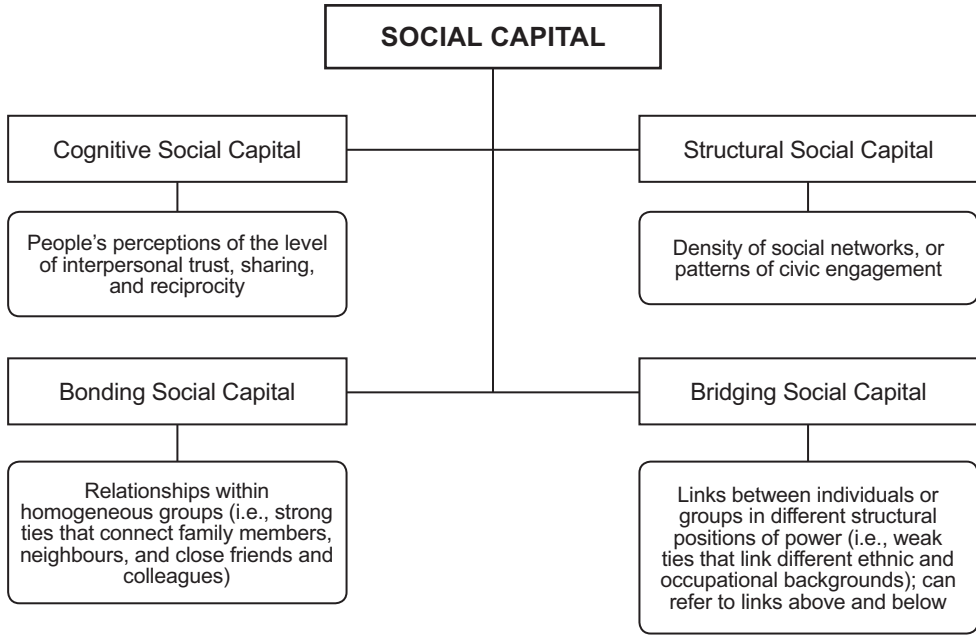 SOCIAL CAPITAL
Cognitive Social Capital
People’s perceptions of the level
of interpersonal trust, sharing,
and reciprocity
Structural Social Capital
Density of social networks, or
patterns of civic engagement
Bonding Social Capital
Relationships within
homogeneous groups (i.e., strong
ties that connect family members,
neighbours, and close friends and
colleagues)
Bridging Social Capital
Links between individuals or
groups in different structural
positions of power (i.e., weak
ties that link different ethnic and
occupational backgrounds); can
refer to links above and below